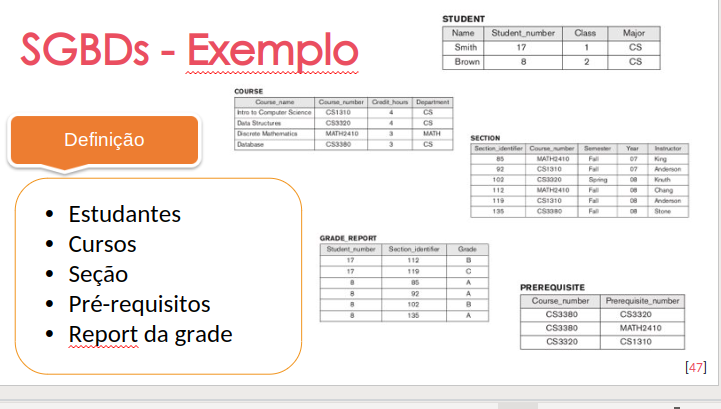 SGBDs - Exemplo
STUDENT
Name Student_number Class Major
Smith 17 1 CS
Brown 8 2 CS
COURSE
Course_name Course_number Credit_hours Department
Intro to Computer Science CS1310 4 CS
Data Structures CS3320 4 CS
Discrete Mathematics MATH2410 3 MATH
Database CS3380 3 CS
Definição
SECTION
Section_identifier Course_number Semester Year Instructor
85 MATH2410 Fall 07 King
92 CS1310 Fall 07 Anderson
102 CS3320 Spring 08 Knuth
112 MATH2410 Fall 08 Chang
119 CS1310 Fall 08 Anderson
135 CS3380 Fall 08 Stone
• Estudantes
• Cursos
• Seção
• Pré-requisitos
• Report da grade
GRADE_REPORT
Student_number Section_identifier Grade
17 112 B
17 119 C
8 85 A
8 92 A
8 102 B
8 135 A
PREREQUISITE
Course_number Prerequisite_number
CS3380 CS3320
CS3380 MATH2410
CS3320 CS1310
[47]